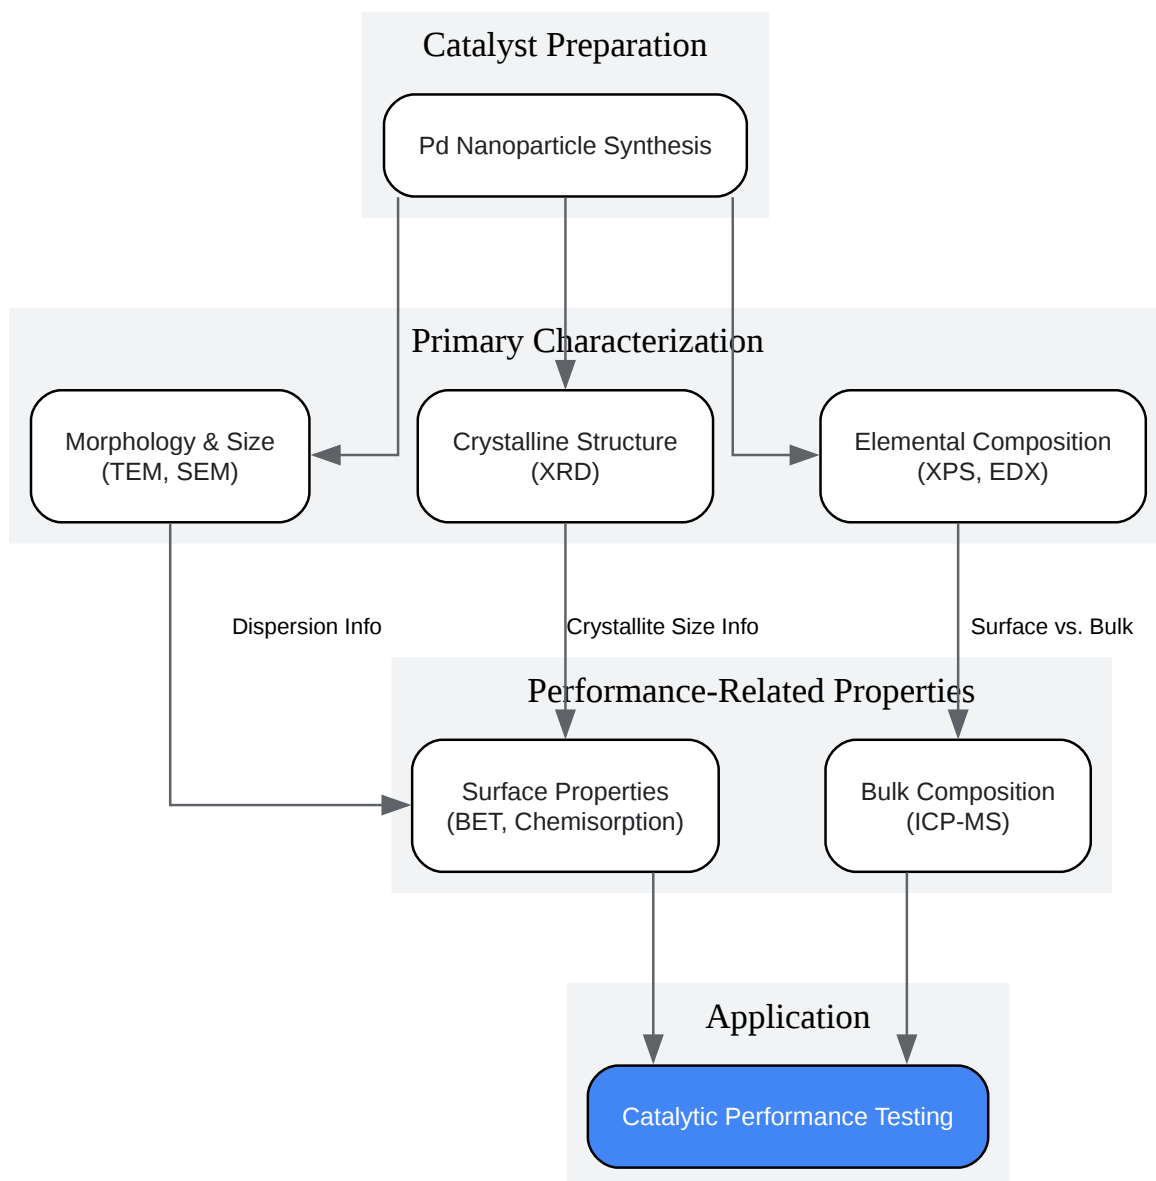 Catalyst Preparation
Pd Nanoparticle Synthesis
Primary Characterization
Morphology & Size
(TEM, SEM)
Crystalline Structure
(XRD)
Elemental Composition
(XPS, EDX)
Dispersion Info
Crystallite Size Info
Surface vs. Bulk
Performance-Related Properties
Surface Properties
(BET, Chemisorption)
Bulk Composition
(ICP-MS)
Application
Catalytic Performance Testing